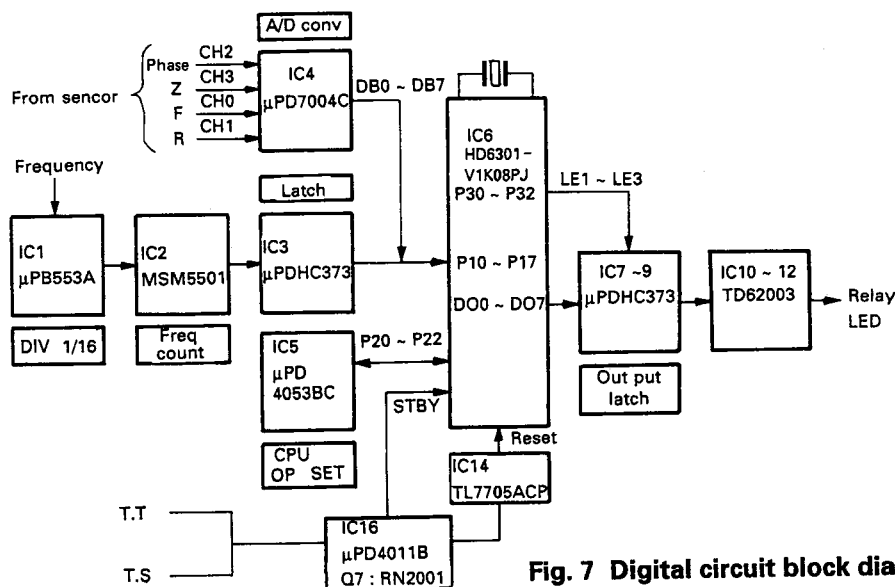 A/D conv
Phase CH2
Z CH3
F CH0
R CH1
From sencor
IC4
μPD7004C
DB0 ~ DB7
IC6
HD6301-
V1K08PJ
P30 ~ P32
LE1 ~ LE3
Frequency
Latch
IC1
μPB553A
IC2
MSM5501
IC3
μPDHC373
P10 ~ P17
DO0 ~ DO7
IC7 ~9
μPDHC373
IC10 ~ 12
TD62003
Relay
LED
DIV 1/16
Freq
count
IC5
μPD
4053BC
P20 ~ P22
STBY
Out put
latch
CPU
OP SET
Reset
IC14
TL7705ACP
T.T
T.S
IC16
μPD4011B
Q7 : RN2001
Fig. 7 Digital circuit block dia